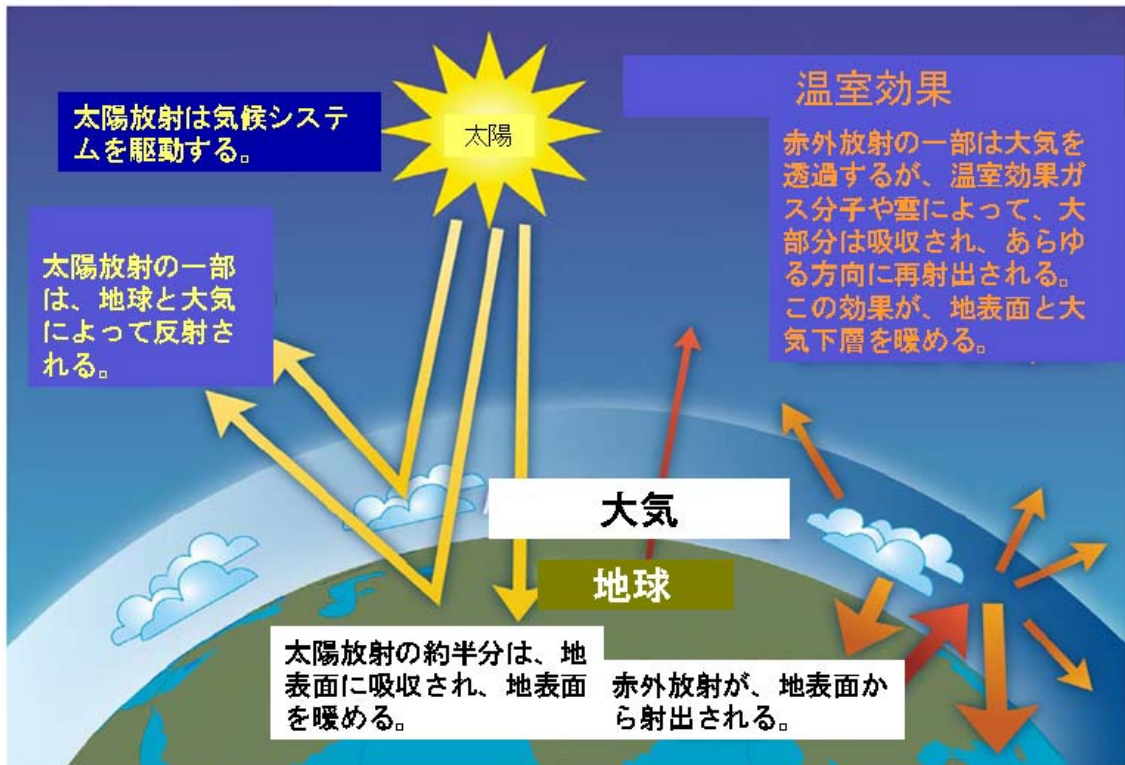 太陽放射は気候システ
ムを駆動する。
太陽
温室効果
赤外放射の一部は大気を
透過するが、温室効果ガ
ス分子や雲によって、大
部分は吸収され、あらゆ
る方向に再射出される。
この効果が、地表面と大
気下層を暖める。
太陽放射の一部
は、地球と大気
によって反射さ
れる。
大気
地球
太陽放射の約半分は、地
表面に吸収され、地表面
を暖める。
赤外放射が、地表面か
ら射出される。